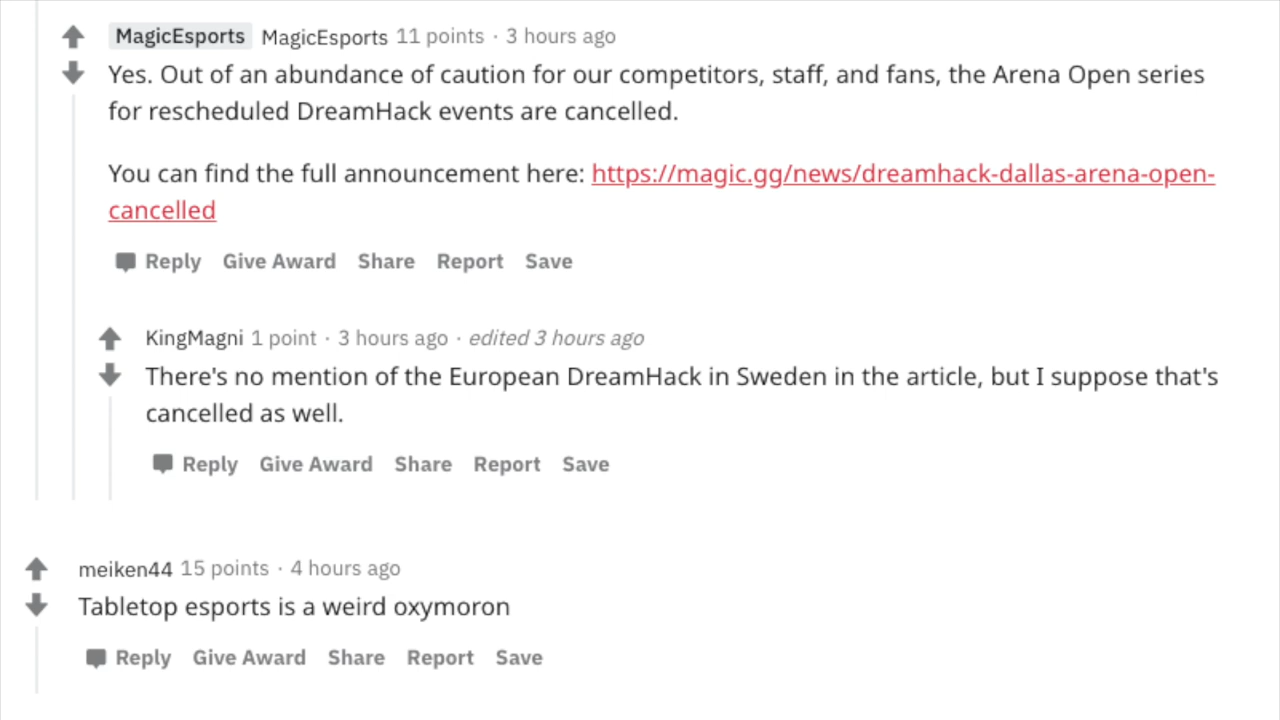 MagicEsports MagicEsports 11 points · 3 hours ago
Yes. Out of an abundance of caution for our competitors, staff, and fans, the Arena Open series
for rescheduled DreamHack events are cancelled.
You can find the full announcement here: https://magic.gg/news/dreamhack-dallas-arena-open-
cancelled
Reply Give Award Share Report Save
KingMagni 1 point · 3 hours ago · edited 3 hours ago
There's no mention of the European DreamHack in Sweden in the article, but I suppose that's
cancelled as well.
Reply Give Award Share Report Save
meiken44 15 points · 4 hours ago
Tabletop esports is a weird oxymoron
Reply Give Award Share Report Save